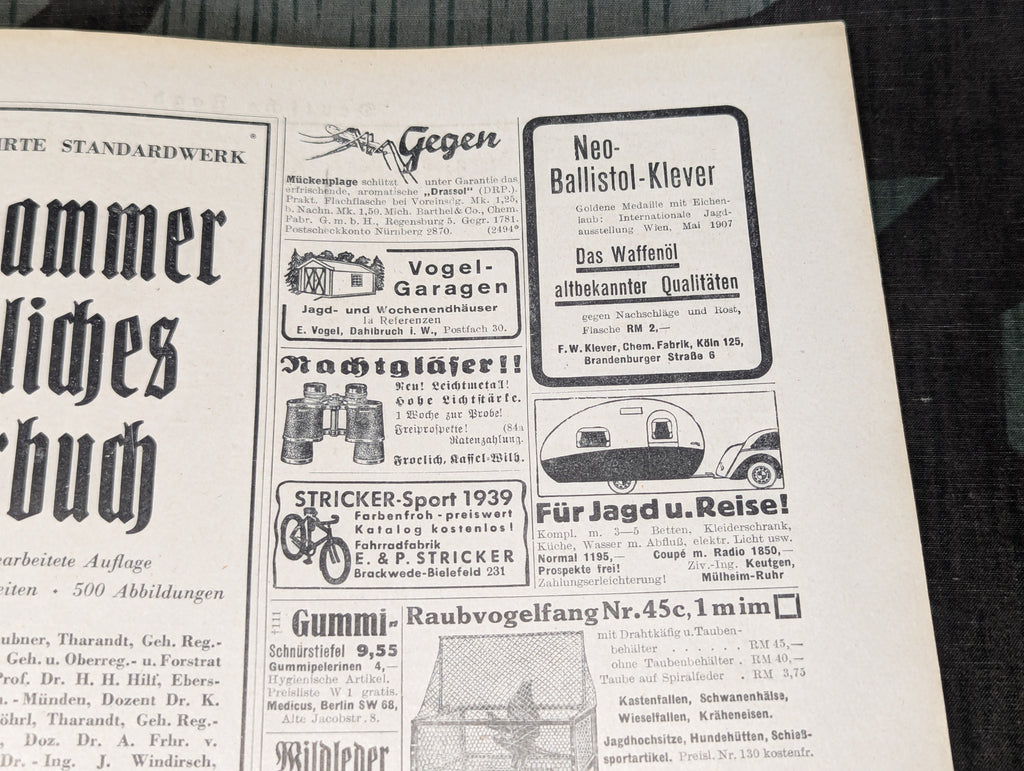 HRTE STANDARDWERK
ammer
liches
rbuch
earbeitete Auflage
eiten • 500 Abbildungen
ubner, Tharandt, Geh. Reg.-
Geh. u. Oberreg.- u. Forstrat
Prof. Dr. H. H. Hilf, Ebers-
n.-Münden, Dozent Dr. K.
öhrl, Tharandt, Geh. Reg.-
, Doz. Dr. A. Frhr. v.
Dr.-Ing. J. Windirsch,
Gegen
Mückenplage schützt unter Garantie das
erfrischende, aromatische „Drassol" (DRP.).
Prakt. Flachflasche bei Voreinsdg. Mk. 1,25,
b. Nachn. Mk. 1,50. Mich. Barthel & Co., Chem.
Fabr. G. m. b. H., Regensburg 5. Gegr. 1781.
Postscheckkonto Nürnberg 2870. (2494°
Vogel-
Garagen
Jagd- und Wochenendhäuser
Ia Referenzen
E. Vogel, Dahlbruch i. W., Postfach 30.
Nachtgläser!!
Neu! Leichtmetal!
Hohe Lichtstärke.
1 Woche zur Probe!
Freiprospekte! (84a
Ratenzahlung.
Froelich, Kassel-Wilh.
STRICKER-Sport 1939
Farbenfroh - preiswert
Katalog kostenlos!
Fahrradfabrik
E. & P. STRICKER
Brackwede-Bielefeld 231
Gummi-
Schnürstiefel 9,55
Gummipelerinen 4,—
Hygienische Artikel.
Preisliste W 1 gratis.
Medicus, Berlin SW 68,
Alte Jacobstr. 8.
Wildleder
Neo-
Ballistol-Klever
Goldene Medaille mit Eichen-
laub: Internationale Jagd-
ausstellung Wien, Mai 1907
Das Waffenöl
altbekannter Qualitäten
gegen Nachschläge und Rost,
Flasche RM 2,—
F. W. Klever, Chem. Fabrik, Köln 125,
Brandenburger Straße 6
Für Jagd u. Reise!
Kompl. m. 3—5 Betten, Kleiderschrank,
Küche, Wasser m. Abfluß, elektr. Licht usw.
Normal 1195,— Coupé m. Radio 1850,—
Prospekte frei! Ziv.-Ing. Keutgen,
Zahlungserleichterung! Mülheim-Ruhr
Raubvogelfang Nr. 45c, 1 m im □
mit Drahtkäfig u. Tauben-
behälter . . . . . RM 45,—
ohne Taubenbehälter . RM 40,—
Taube auf Spiralfeder . RM 3,75
Kastenfallen, Schwanenhälse,
Wieselfallen, Kräheneisen.
Jagdhochsitze, Hundehütten, Schieß-
sportartikel. Preisl. Nr. 130 kostenfr.